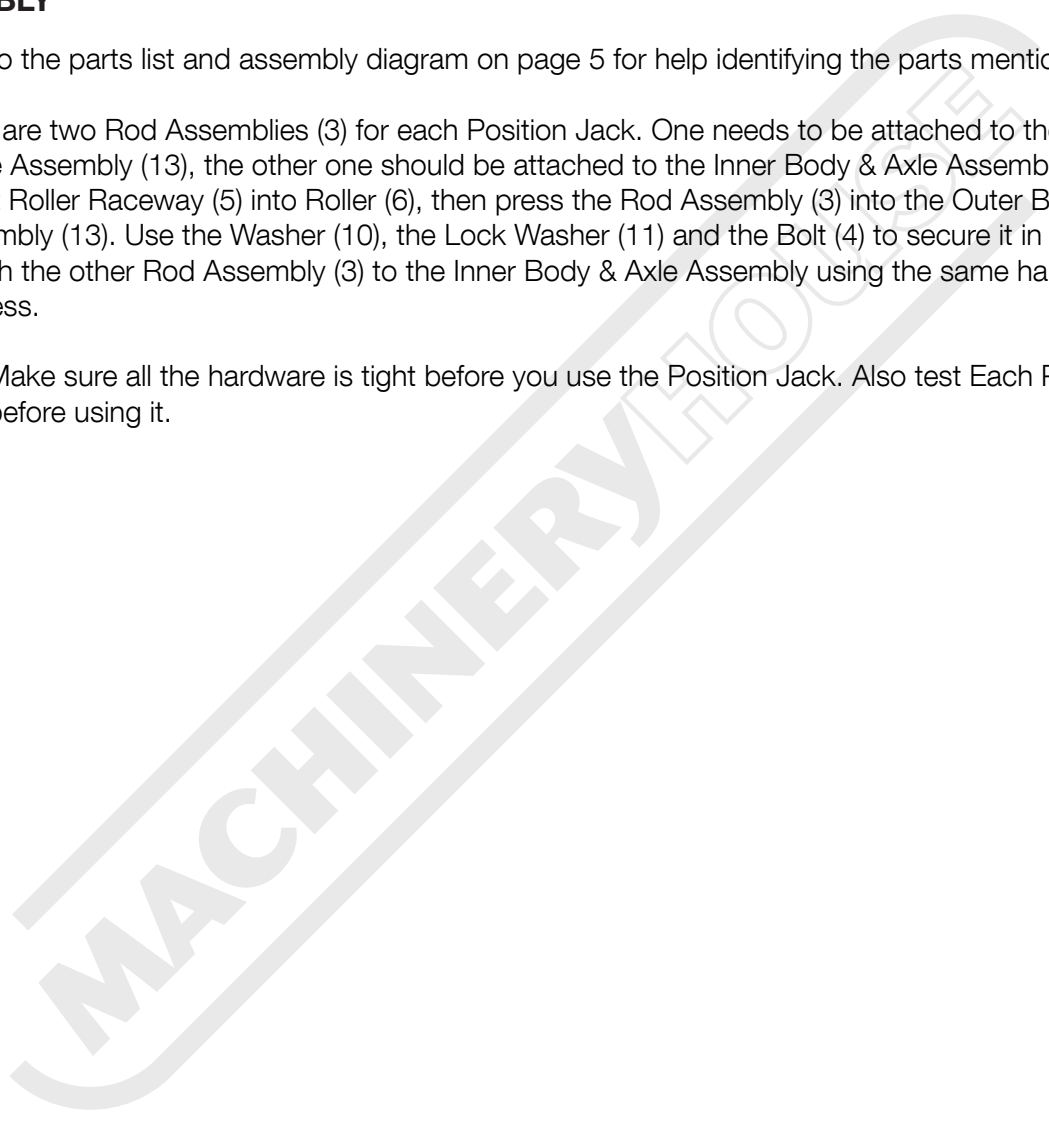 BLY
o the parts list and assembly diagram on page 5 for help identifying the parts mentio
are two Rod Assemblies (3) for each Position Jack. One needs to be attached to the
e Assembly (13), the other one should be attached to the Inner Body & Axle Assemb
t Roller Raceway (5) into Roller (6), then press the Rod Assembly (3) into the Outer B
mbly (13). Use the Washer (10), the Lock Washer (11) and the Bolt (4) to secure it in
h the other Rod Assembly (3) to the Inner Body & Axle Assembly using the same ha
ess.
Make sure all the hardware is tight before you use the Position Jack. Also test Each P
before using it.
MACHINERYHOUSE